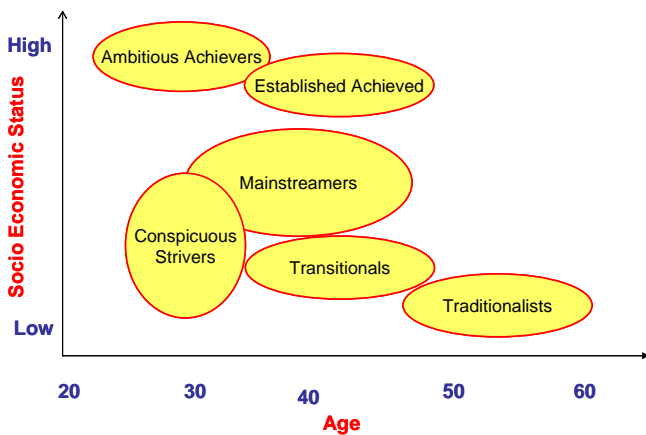 High
Ambitious Achievers
Established Achieved
Socio Economic Status
Mainstreamers
Conspicuous
Strivers
Transitionals
Traditionalists
Low
20 30 40 50 60
Age